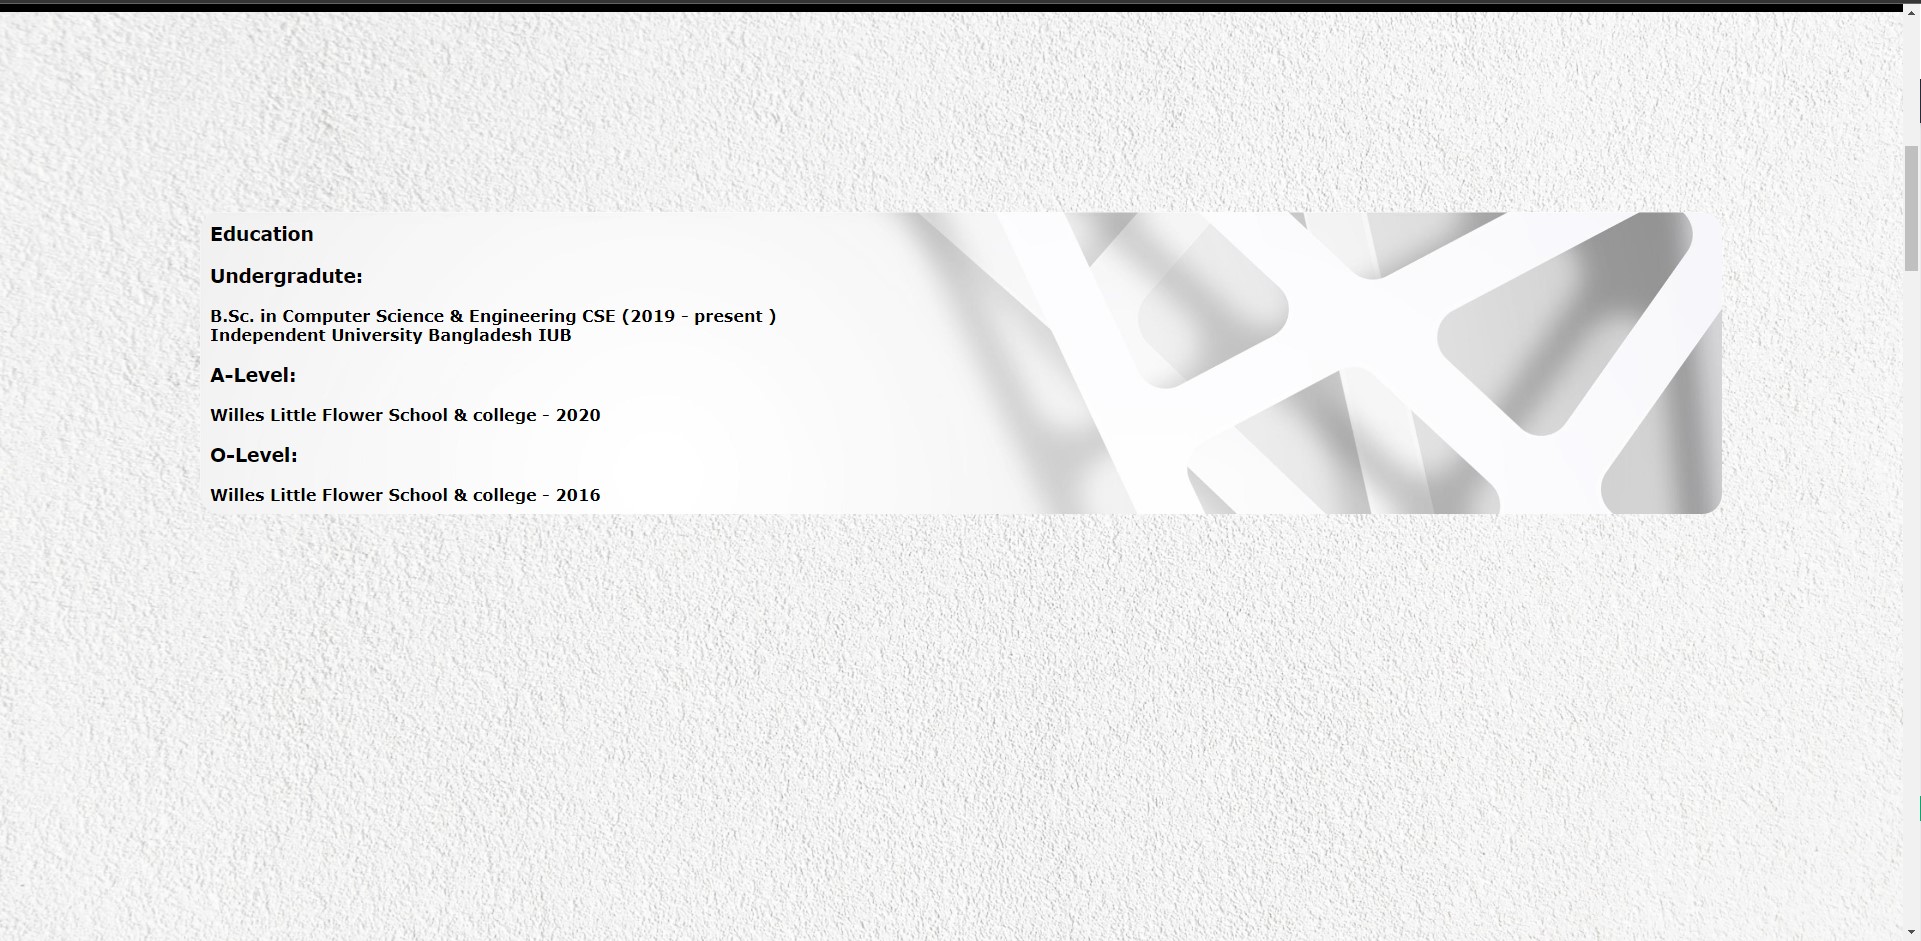 Education
Undergradute:
B.Sc. in Computer Science & Engineering CSE (2019 - present )
Independent University Bangladesh IUB
A-Level:
Willes Little Flower School & college - 2020
O-Level:
Willes Little Flower School & college - 2016